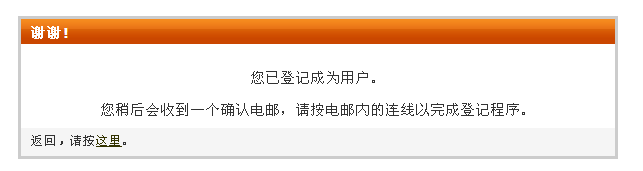 谢谢!
您已登记成为用户。
您稍后会收到一个确认电邮，请按电邮内的连线以完成登记程序。
返回，请按这里。